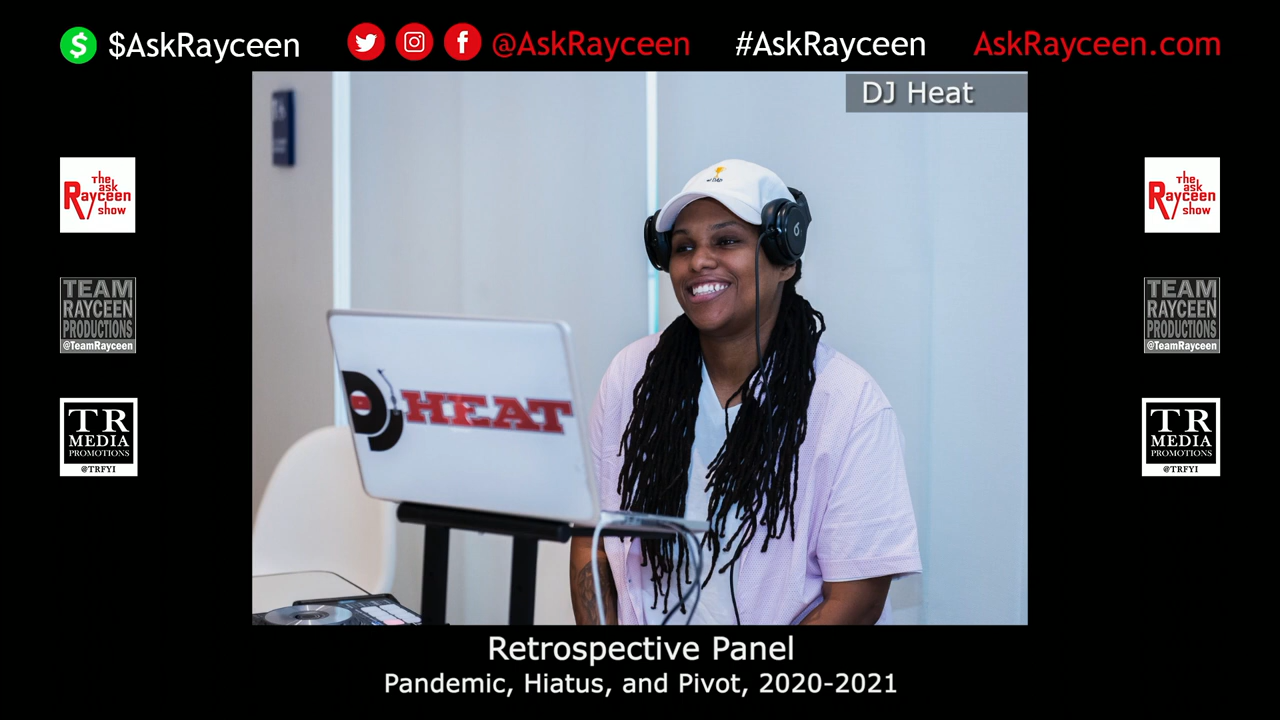 $AskRayceen @AskRayceen #AskRayceen AskRayceen.com
DJ Heat
The
ask
Rayceen
show
TEAM
RAYCEEN
PRODUCTIONS
@TeamRayceen
TR
MEDIA
PROMOTIONS
@TRFYI
DJ HEAT
The
ask
Rayceen
show
TEAM
RAYCEEN
PRODUCTIONS
@TeamRayceen
TR
MEDIA
PROMOTIONS
@TRFYI
Retrospective Panel
Pandemic, Hiatus, and Pivot, 2020-2021